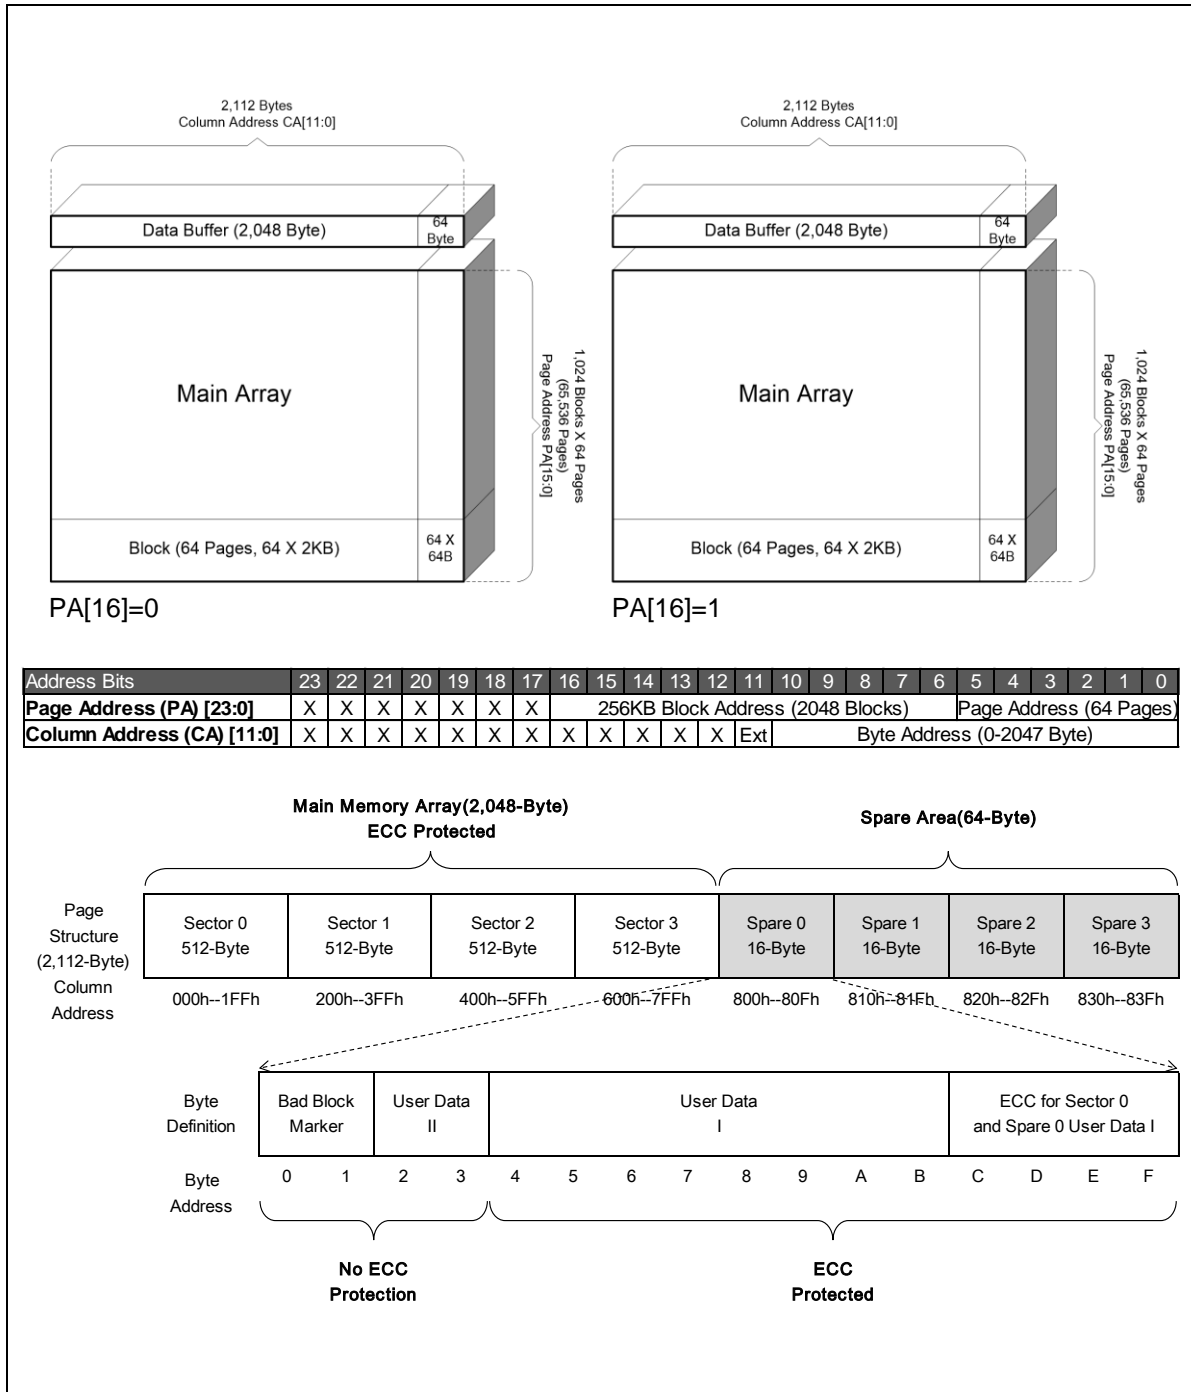 2,112 Bytes
Column Address CA[11:0]
Data Buffer (2,048 Byte)
64
Byte
Main Array
1,024 Blocks X 64 Pages
(65,536 Pages)
Page Address PA[15:0]
Block (64 Pages, 64 X 2KB)
64 X
64B
PA[16]=0
2,112 Bytes
Column Address CA[11:0]
Data Buffer (2,048 Byte)
64
Byte
Main Array
1,024 Blocks X 64 Pages
(65,536 Pages)
Page Address PA[15:0]
Block (64 Pages, 64 X 2KB)
64 X
64B
PA[16]=1
Address Bits 23 22 21 20 19 18 17 16 15 14 13 12 11 10 9 8 7 6 5 4 3 2 1 0
Page Address (PA) [23:0] X X X X X X X 256KB Block Address (2048 Blocks) Page Address (64 Pages)
Column Address (CA) [11:0] X X X X X X X X X X X X Ext Byte Address (0-2047 Byte)
Main Memory Array(2,048-Byte)
ECC Protected
Spare Area(64-Byte)
Page
Structure
(2,112-Byte)
Column
Address
Sector 0
512-Byte
Sector 1
512-Byte
Sector 2
512-Byte
Sector 3
512-Byte
Spare 0
16-Byte
Spare 1
16-Byte
Spare 2
16-Byte
Spare 3
16-Byte
000h--1FFh 200h--3FFh 400h--5FFh 600h--7FFh 800h--80Fh 810h--81Fh 820h--82Fh 830h--83Fh
Byte
Definition
Bad Block
Marker
User Data
II
User Data
I
ECC for Sector 0
and Spare 0 User Data I
Byte
Address
0 1 2 3 4 5 6 7 8 9 A B C D E F
No ECC
Protection
ECC
Protected